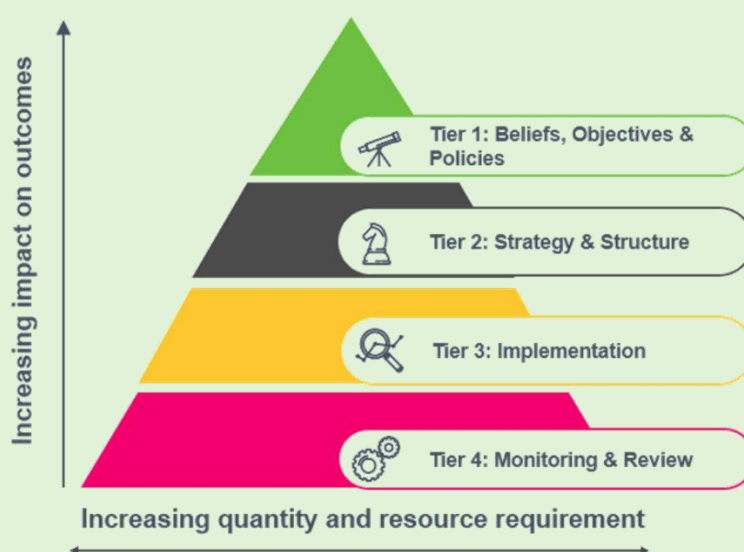 Increasing impact on outcomes
Tier 1: Beliefs, Objectives &
Policies
Tier 2: Strategy & Structure
Tier 3: Implementation
Tier 4: Monitoring & Review
Increasing quantity and resource requirement